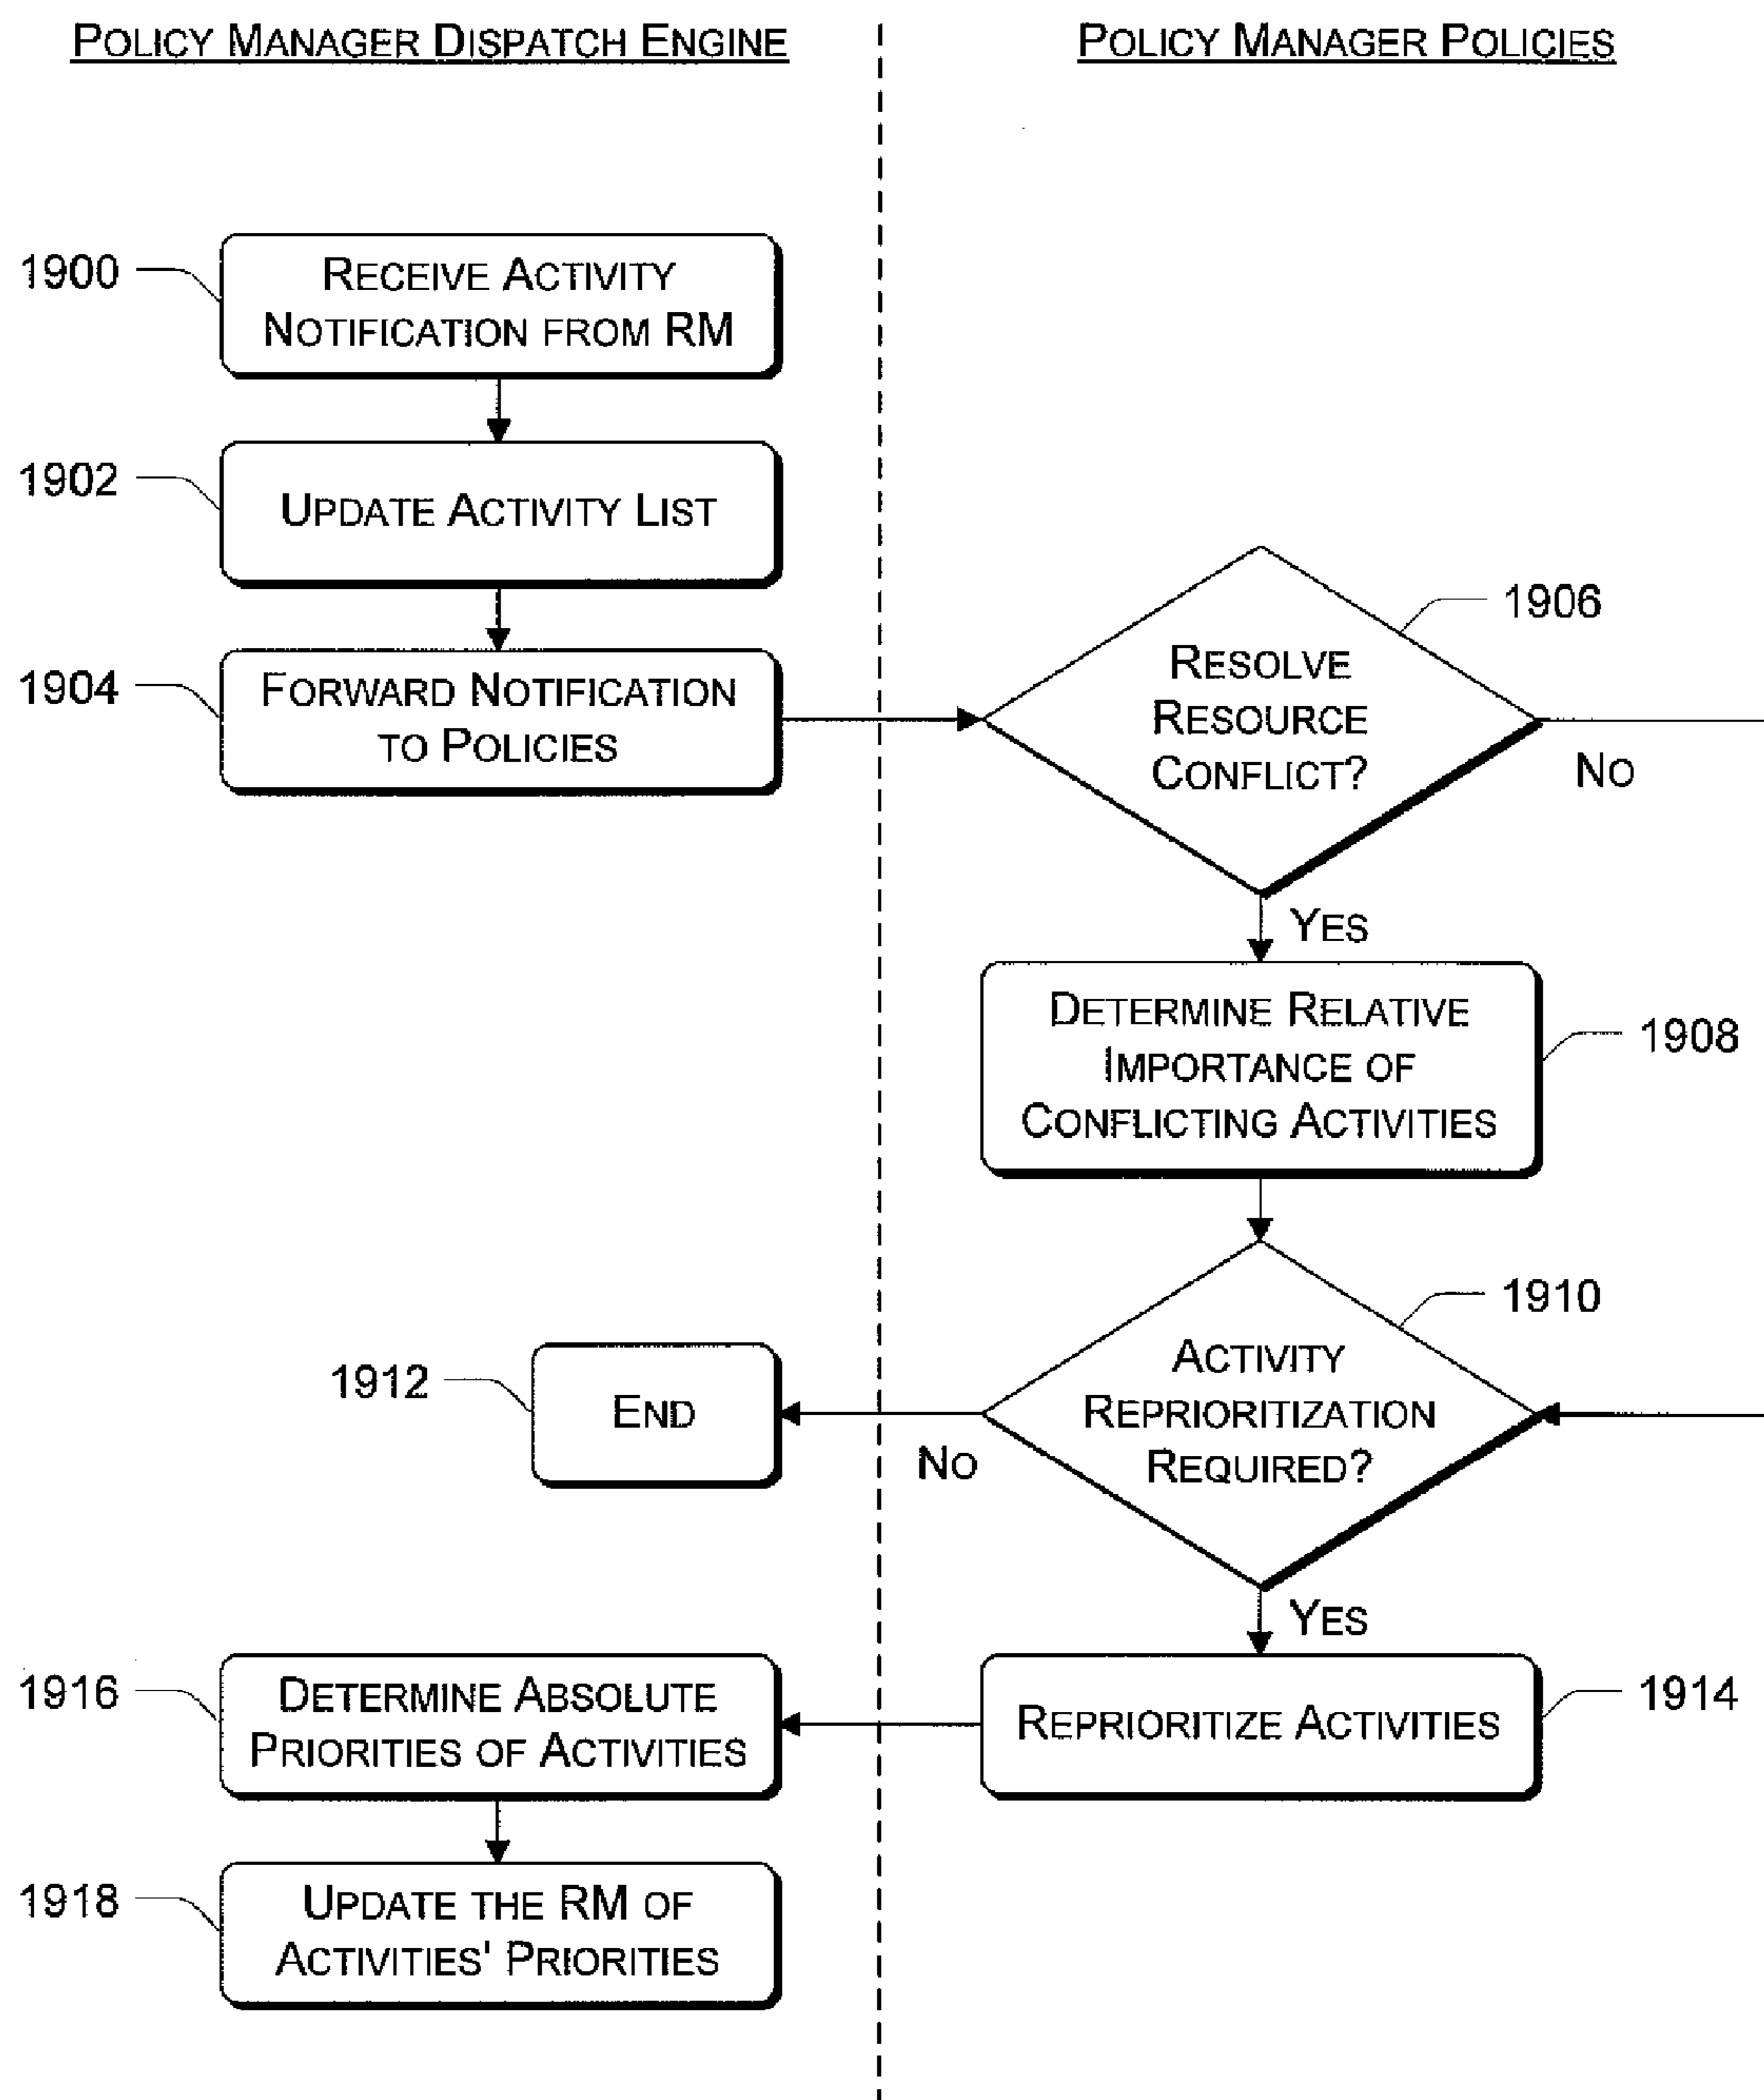 POLICY MANAGER DISPATCH ENGINE
POLICY MANAGER POLICIES
1900
RECEIVE ACTIVITY
NOTIFICATION FROM RM
1902
UPDATE ACTIVITY LIST
1904
FORWARD NOTIFICATION
TO POLICIES
1906
RESOLVE
RESOURCE
CONFLICT?
NO
YES
DETERMINE RELATIVE
IMPORTANCE OF
CONFLICTING ACTIVITIES
1908
1910
ACTIVITY
REPRIORITIZATION
REQUIRED?
1912
END
NO
YES
REPRIORITIZE ACTIVITIES
1914
1916
DETERMINE ABSOLUTE
PRIORITIES OF ACTIVITIES
1918
UPDATE THE RM OF
ACTIVITIES' PRIORITIES